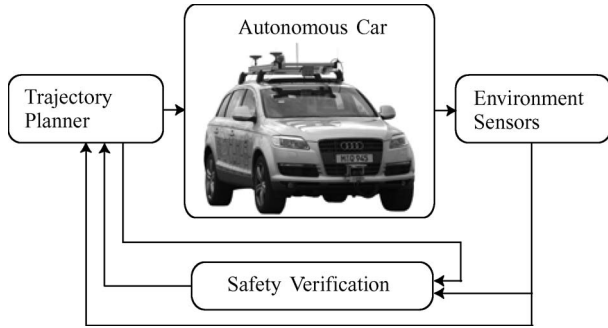 Autonomous Car
Trajectory
Planner
Environment
Sensors
Safety Verification